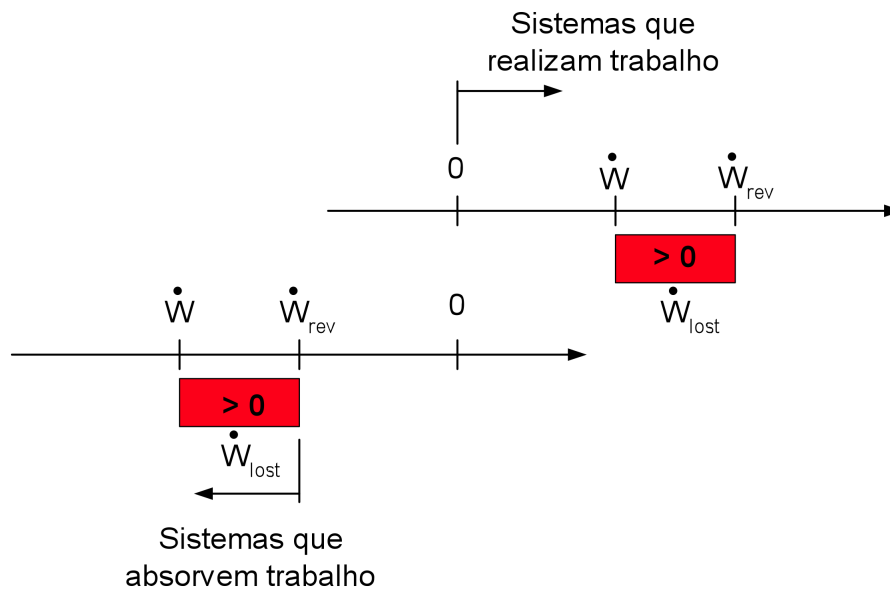 Sistemas que
realizam trabalho
0
Ẇ Ẇrev
> 0
Ẇlost
Ẇ Ẇrev 0
> 0
Ẇlost
Sistemas que
absorvem trabalho